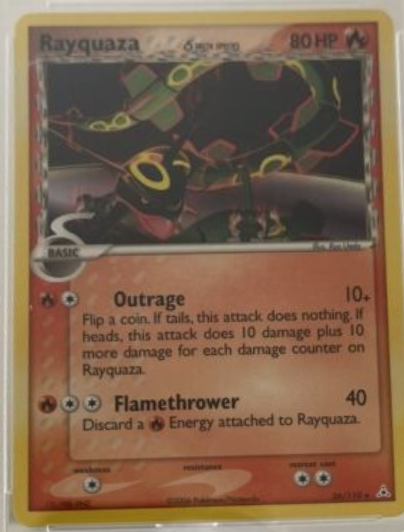 Rayquaza δ 80 HP
BASIC
Outrage 10+
Flip a coin. If tails, this attack does nothing. If
heads, this attack does 10 damage plus 10
more damage for each damage counter on
Rayquaza.
Flamethrower 40
Discard a Energy attached to Rayquaza.
weakness resistance retreat cost
©2006 Pokémon/Nintendo